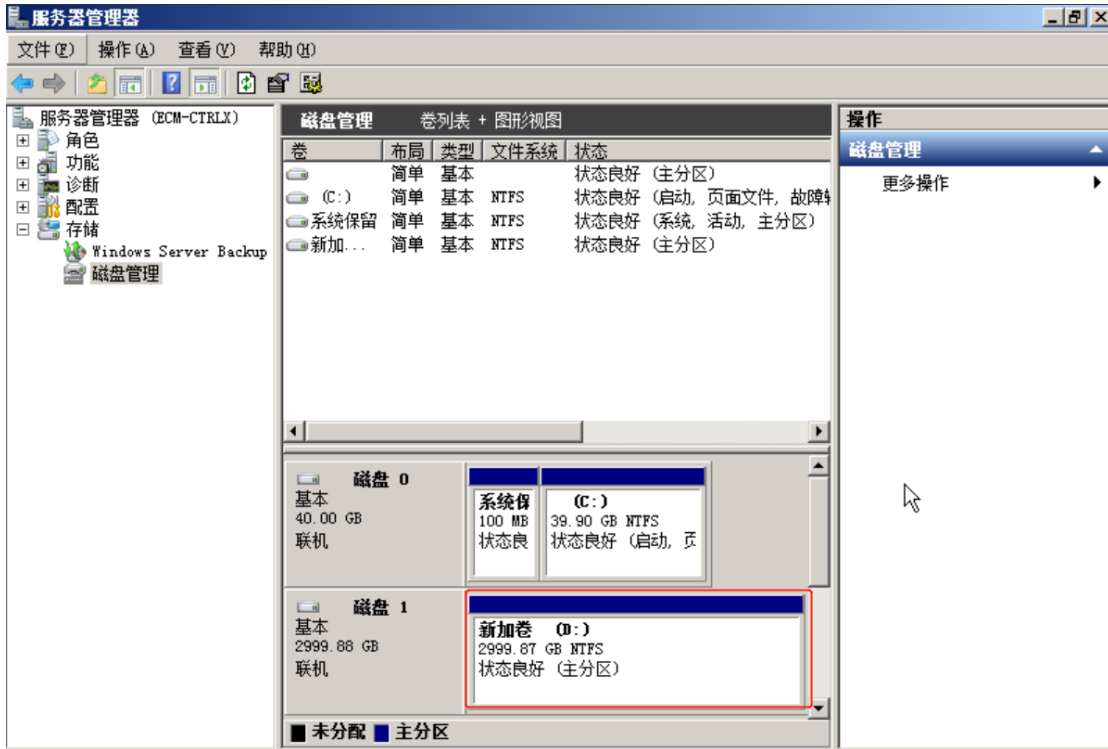 服务器管理器
文件(F) 操作(A) 查看(V) 帮助(H)
服务器管理器 (ECM-CTRLX)
角色
功能
诊断
配置
存储
Windows Server Backup
磁盘管理
磁盘管理 卷列表 + 图形视图
卷 布局 类型 文件系统 状态
简单 基本 状态良好 (主分区)
(C:) 简单 基本 NTFS 状态良好 (启动, 页面文件, 故障转
系统保留 简单 基本 NTFS 状态良好 (系统, 活动, 主分区)
新加... 简单 基本 NTFS 状态良好 (主分区)
磁盘 0
基本
40.00 GB
联机
系统保
100 MB
状态良
(C:)
39.90 GB NTFS
状态良好 (启动, 页
磁盘 1
基本
2999.88 GB
联机
新加卷 (D:)
2999.87 GB NTFS
状态良好 (主分区)
未分配 主分区
操作
磁盘管理
更多操作